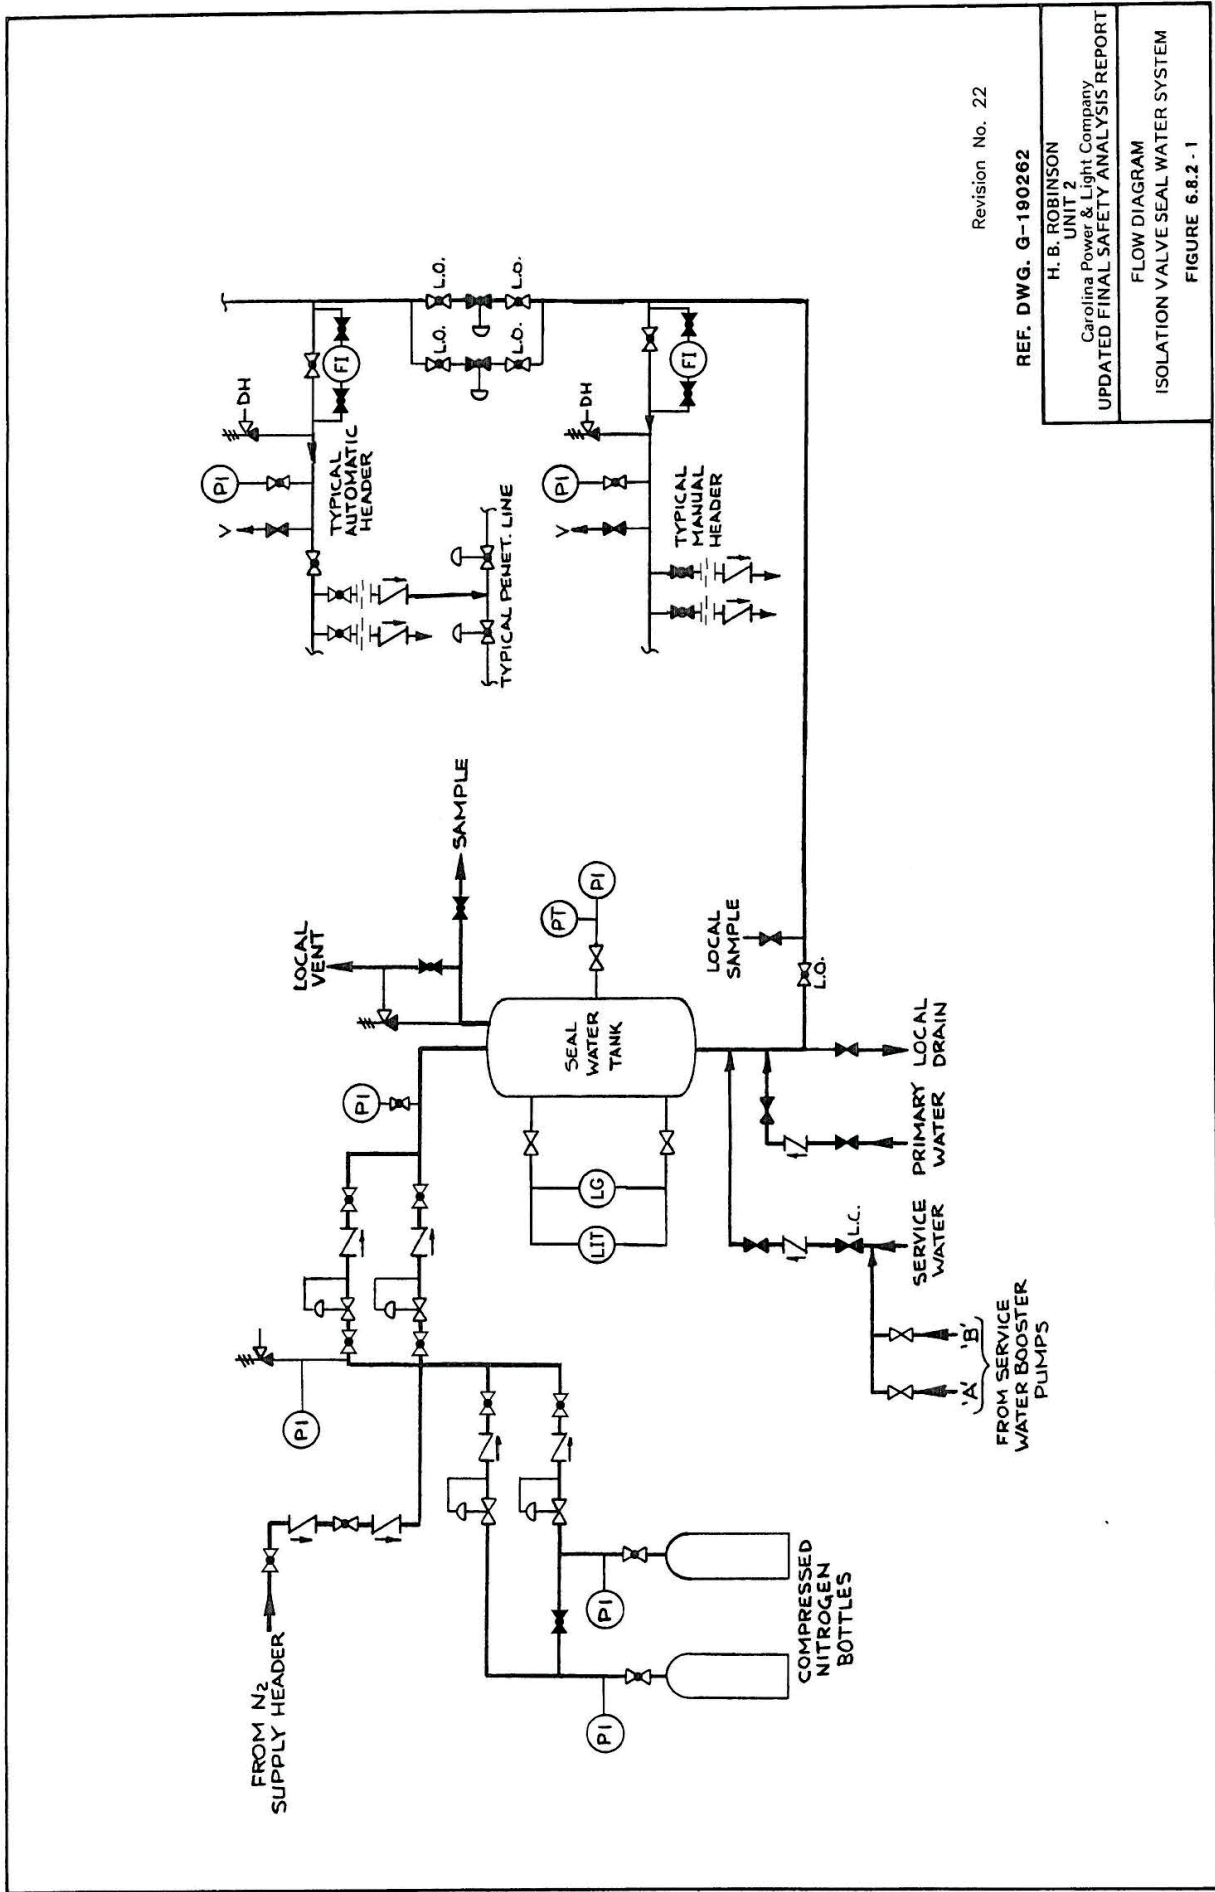 FROM N2
SUPPLY HEADER
PI
PI
PI
PI
COMPRESSED
NITROGEN
BOTTLES
LOCAL
VENT
SAMPLE
SEAL
WATER
TANK
PT
PI
LG
LIT
LOCAL
SAMPLE
L.O.
L.C.
SERVICE
WATER
PRIMARY
WATER
LOCAL
DRAIN
'A' 'B'
FROM SERVICE
WATER BOOSTER
PUMPS
V
PI
DH
FI
TYPICAL
AUTOMATIC
HEADER
TYPICAL PENET. LINE
L.O.
L.O.
L.O.
L.O.
V
PI
DH
FI
TYPICAL
MANUAL
HEADER
Revision No. 22
REF. DWG. G-190262
H. B. ROBINSON
UNIT 2
Carolina Power & Light Company
UPDATED FINAL SAFETY ANALYSIS REPORT
FLOW DIAGRAM
ISOLATION VALVE SEAL WATER SYSTEM
FIGURE 6.8.2 - 1